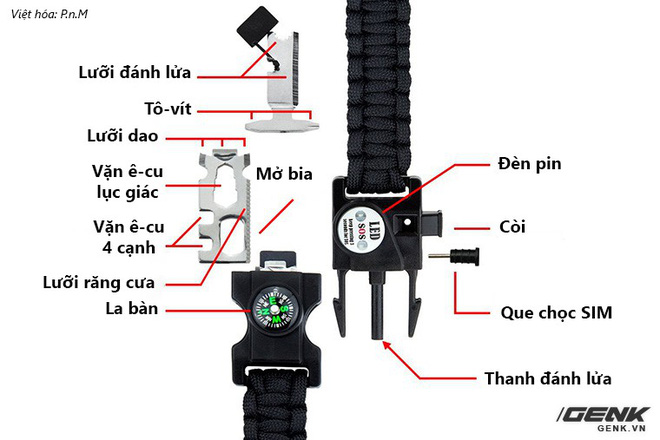 Việt hóa: P.n.M
Lưỡi đánh lửa
Tô-vít
Lưỡi dao
Vặn ê-cu
lục giác
Mở bia
Vặn ê-cu
4 cạnh
Lưỡi răng cưa
La bàn
Đèn pin
Còi
Que chọc SIM
Thanh đánh lửa
LED
SOS
N
E
S
W
GENK
GENK.VN